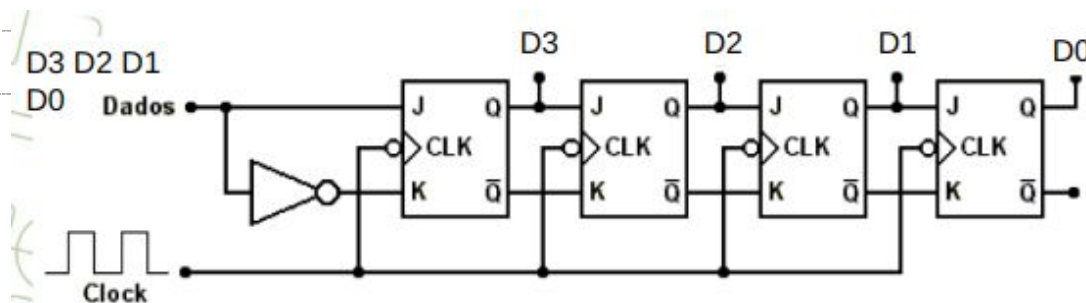 D3 D2 D1
D0
Dados
D3
D2
D1
D0
J
Q
J
Q
J
Q
J
Q
CLK
CLK
CLK
CLK
K
Q̅
K
Q̅
K
Q̅
K
Q̅
Clock